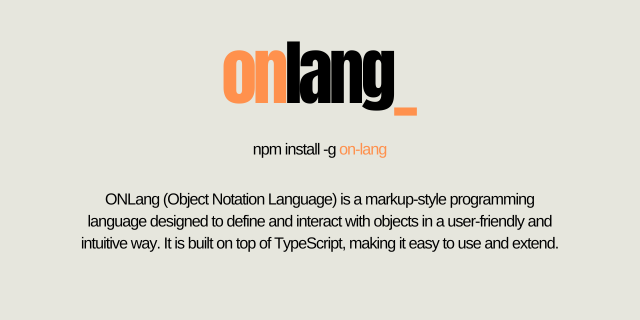 onlang_
npm install -g on-lang
ONLang (Object Notation Language) is a markup-style programming
language designed to define and interact with objects in a user-friendly and
intuitive way. It is built on top of TypeScript, making it easy to use and extend.